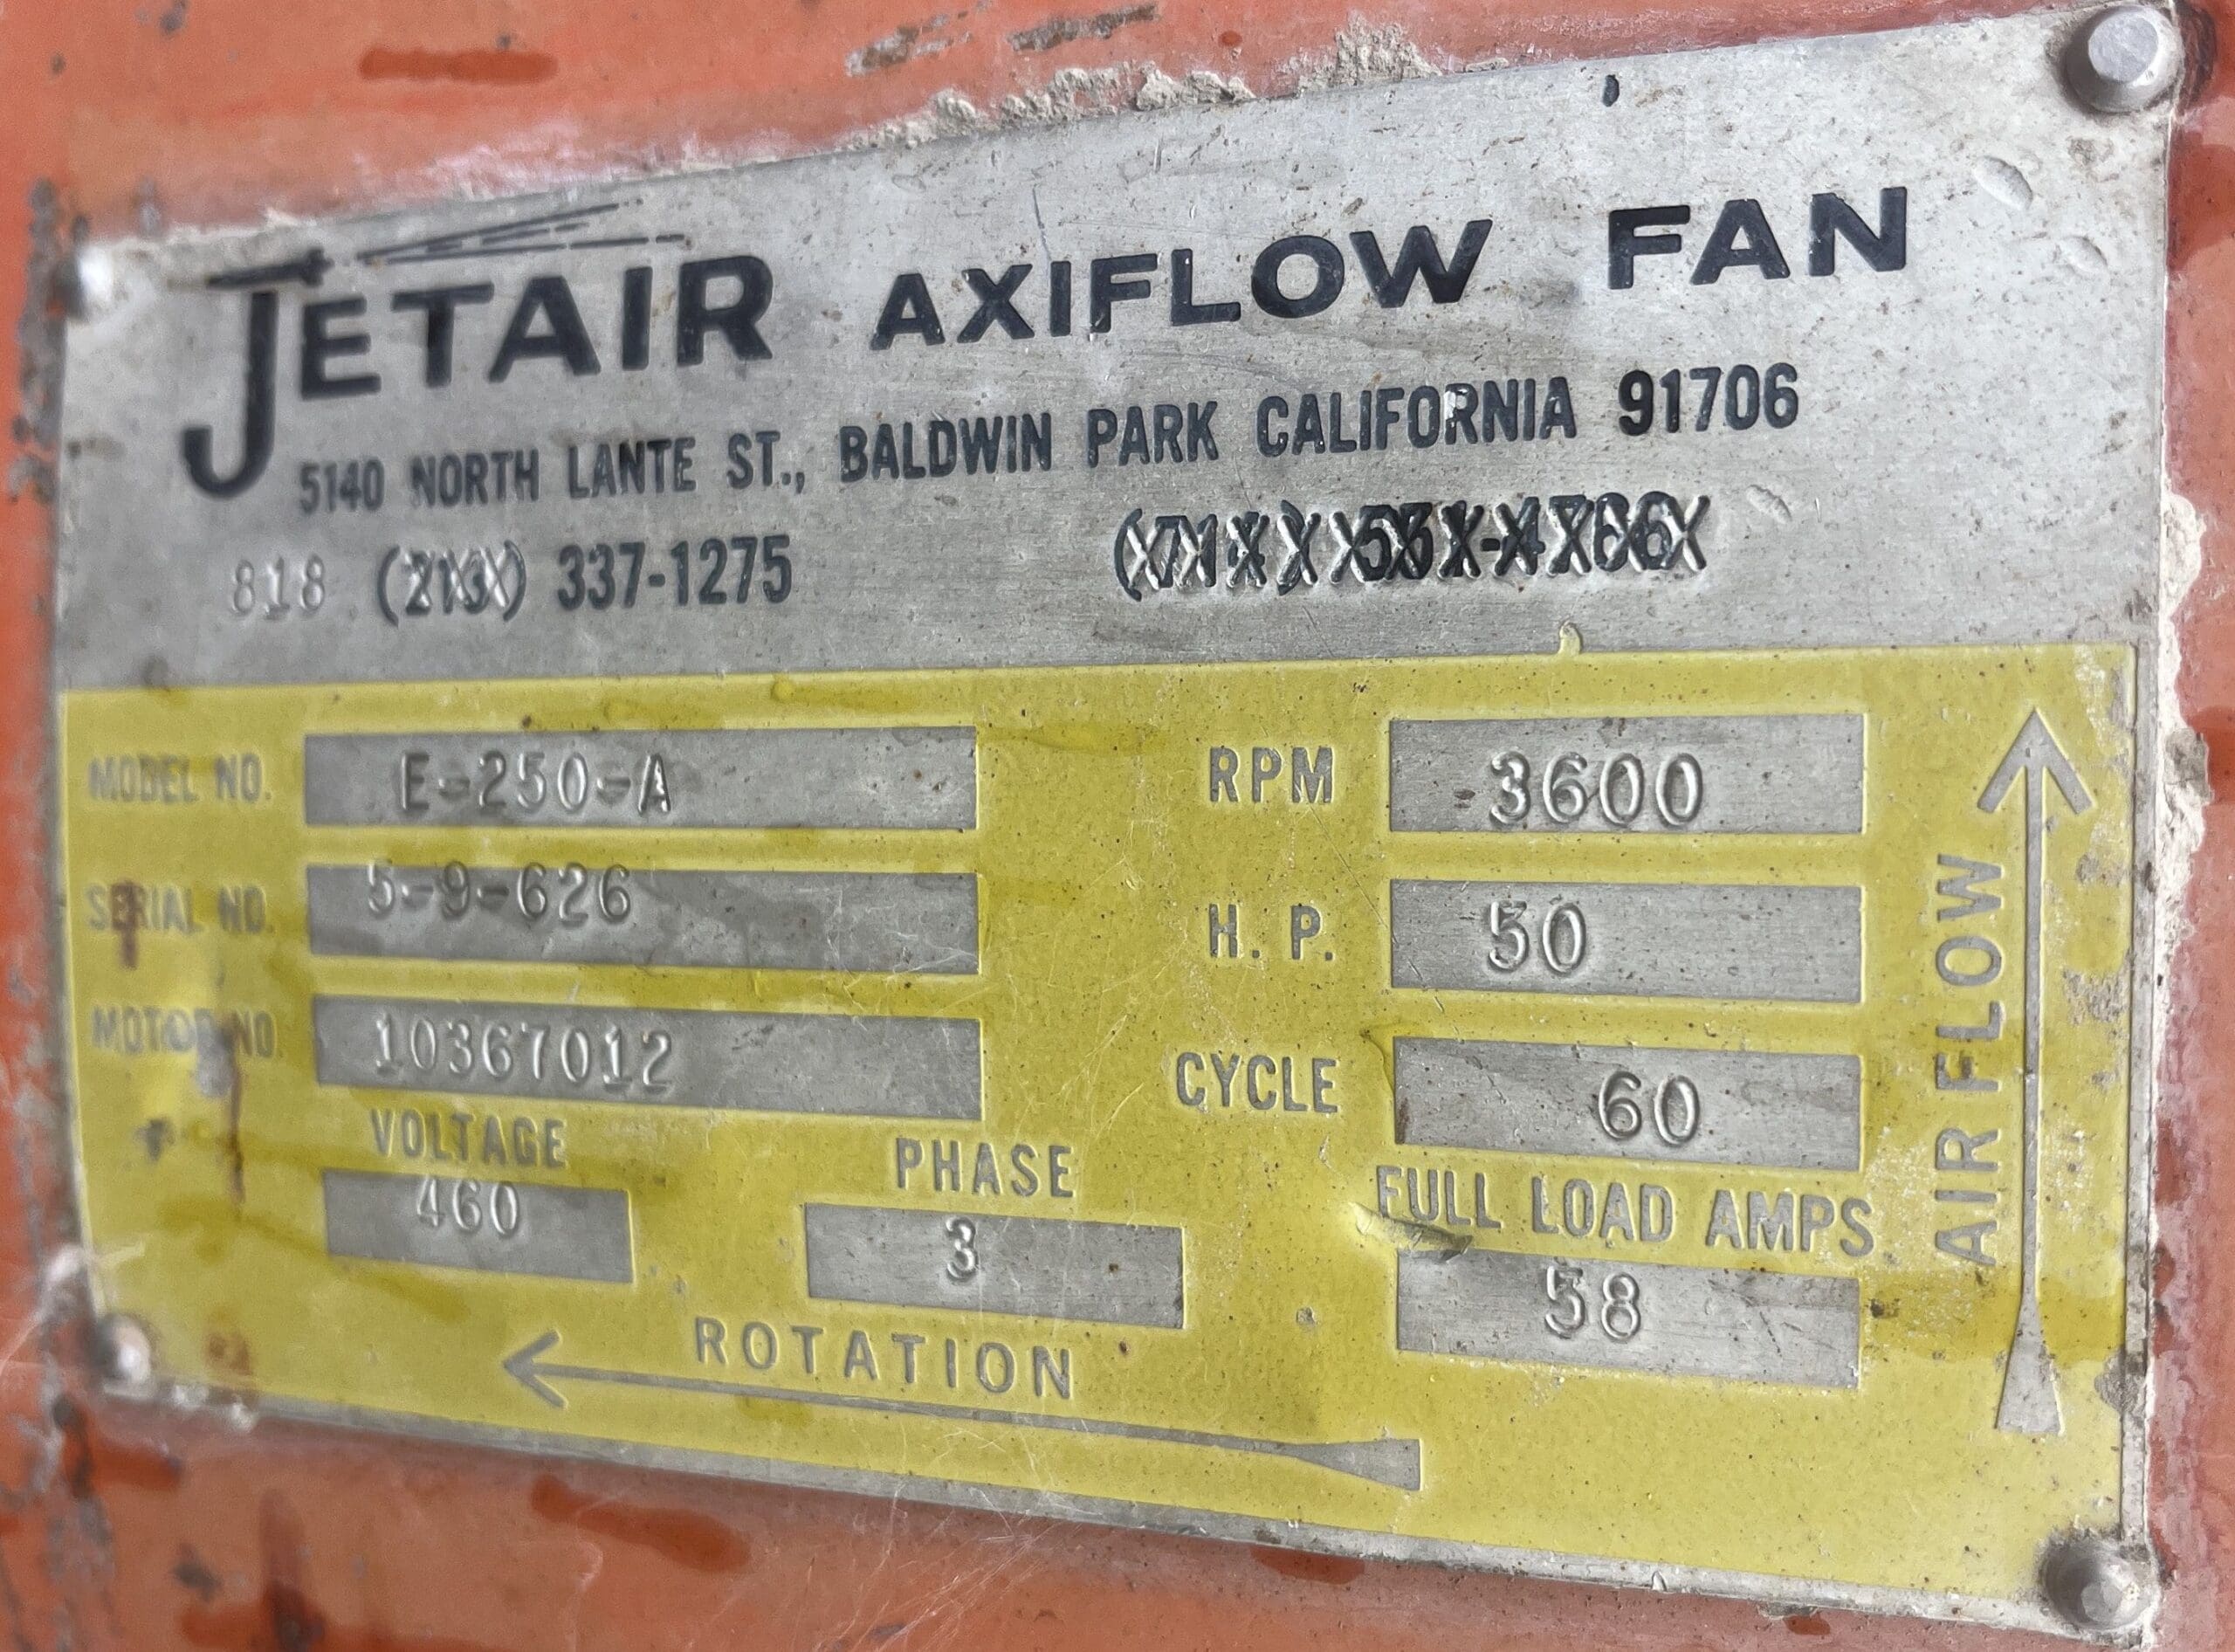 JETAIR AXIFLOW FAN
5140 NORTH LANTE ST., BALDWIN PARK CALIFORNIA 91706
818 (213) 337-1275
MODEL NO. E-250-A
SERIAL NO. 5-9-626
MOTOR NO. 10367012
VOLTAGE
460
PHASE
3
ROTATION
RPM 3600
H. P. 50
CYCLE 60
FULL LOAD AMPS
58
AIR FLOW